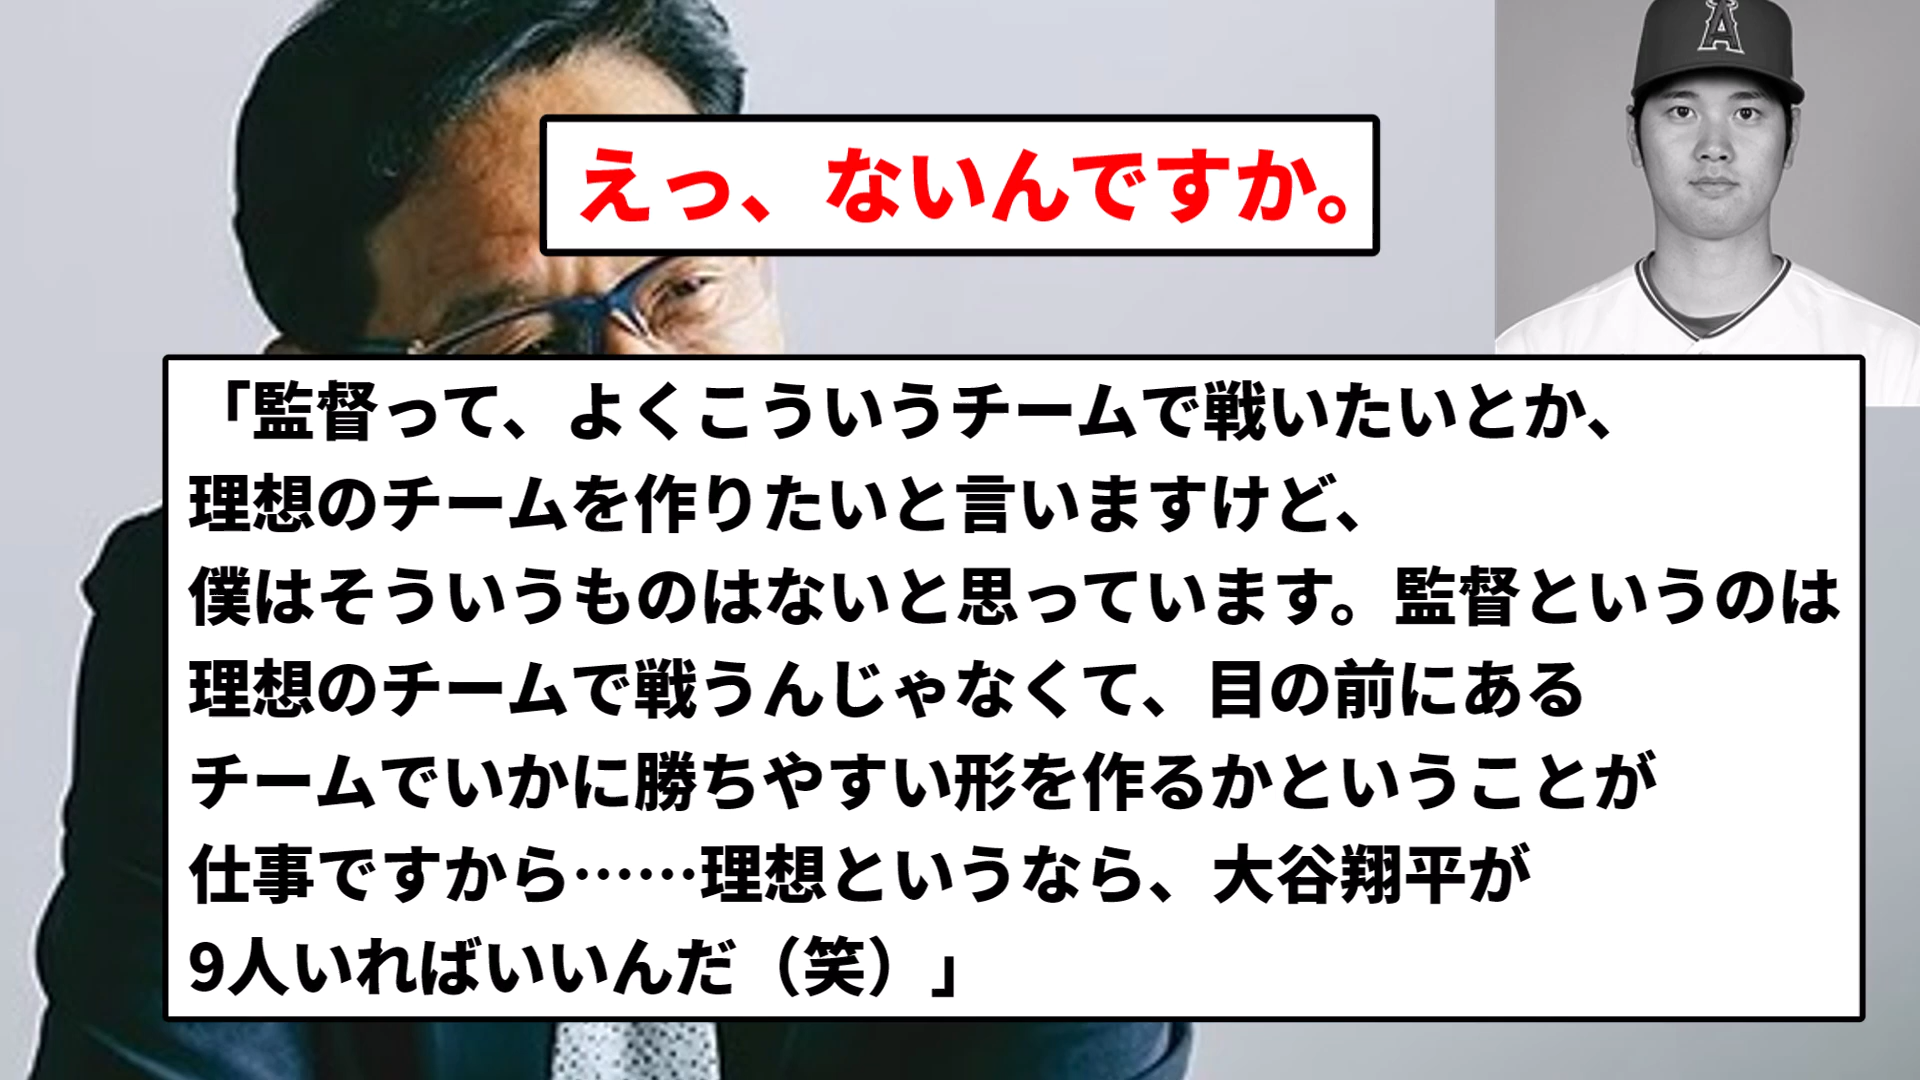 えっ、ないんですか。
A
「監督って、よくこういうチームで戦いたいとか、
理想のチームを作りたいと言いますけど、
僕はそういうものはないと思っています。監督というのは
理想のチームで戦うんじゃなくて、目の前にある
チームでいかに勝ちやすい形を作るかということが
仕事ですから……理想というなら、大谷翔平が
9人いればいいんだ（笑）」